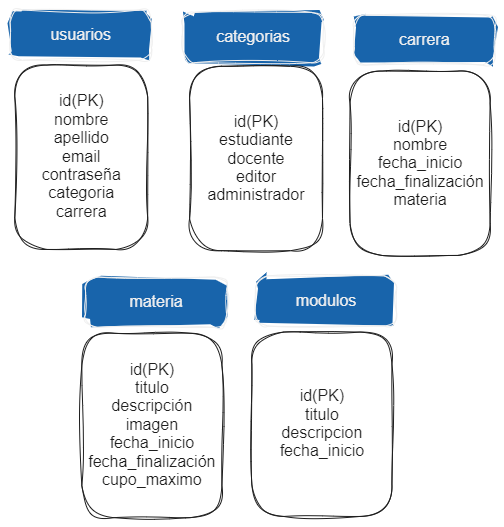 usuarios
id(PK)
nombre
apellido
email
contraseña
categoria
carrera
categorias
id(PK)
estudiante
docente
editor
administrador
carrera
id(PK)
nombre
fecha_inicio
fecha_finalización
materia
materia
id(PK)
titulo
descripción
imagen
fecha_inicio
fecha_finalización
cupo_maximo
modulos
id(PK)
titulo
descripcion
fecha_inicio